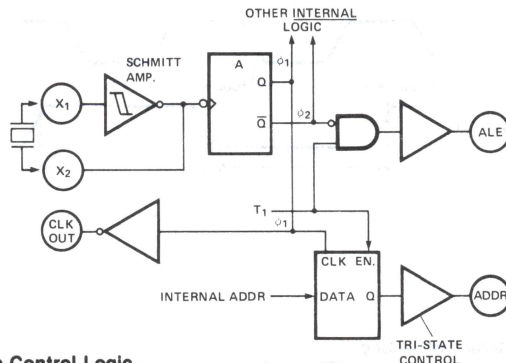 OTHER INTERNAL
LOGIC
SCHMITT
AMP.
A
Q
ϕ1
X1
Q̅
ϕ2
ALE
X2
T1
CLK
OUT
ϕ1
CLK EN.
INTERNAL ADDR
DATA Q
ADDR
TRI-STATE
CONTROL
Control Logic